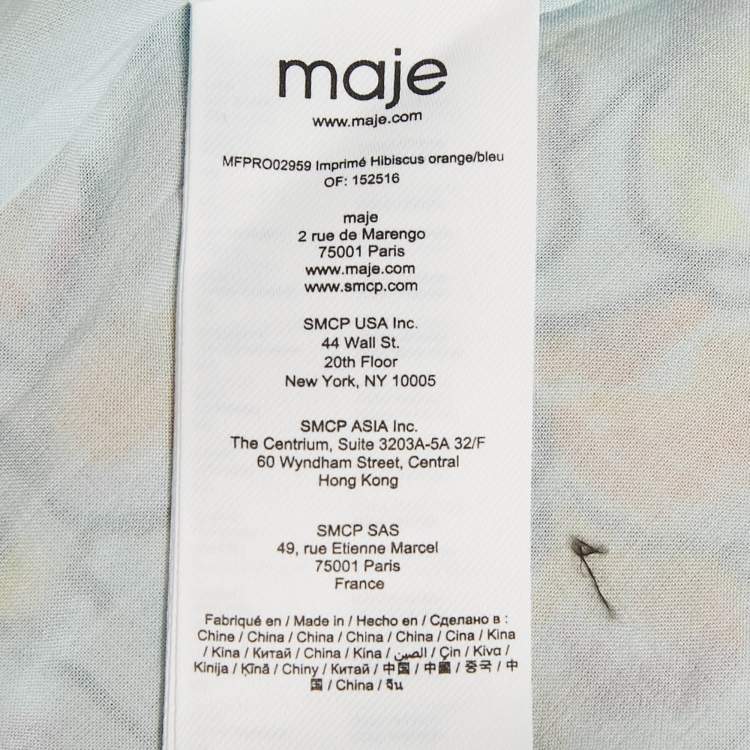 maje
www.maje.com
MFPRO02959 Imprimé Hibiscus orange/bleu
OF: 152516
maje
2 rue de Marengo
75001 Paris
www.maje.com
www.smcp.com
SMCP USA Inc.
44 Wall St.
20th Floor
New York, NY 10005
SMCP ASIA Inc.
The Centrium, Suite 3203A-5A 32/F
60 Wyndham Street, Central
Hong Kong
SMCP SAS
49, rue Etienne Marcel
75001 Paris
France
Fabriqué en / Made in / Hecho en / Сделано в :
Chine / China / China / China / China / Cina / Kina
/ Kina / Китай / China / Kina / الصين / Çin / Κίνα /
Kinija / Ķīnā / Chiny / Китай / 中国 / 中國 / 중국 / 中
国 / China / จีน